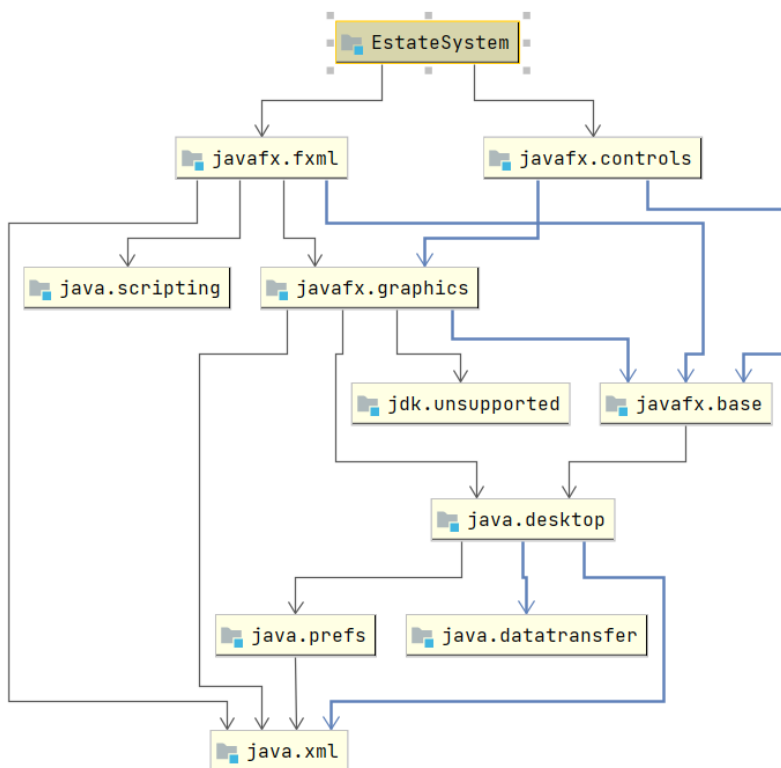 EstateSystem
javafx.fxml
javafx.controls
java.scripting
javafx.graphics
jdk.unsupported
javafx.base
java.desktop
java.prefs
java.datatransfer
java.xml